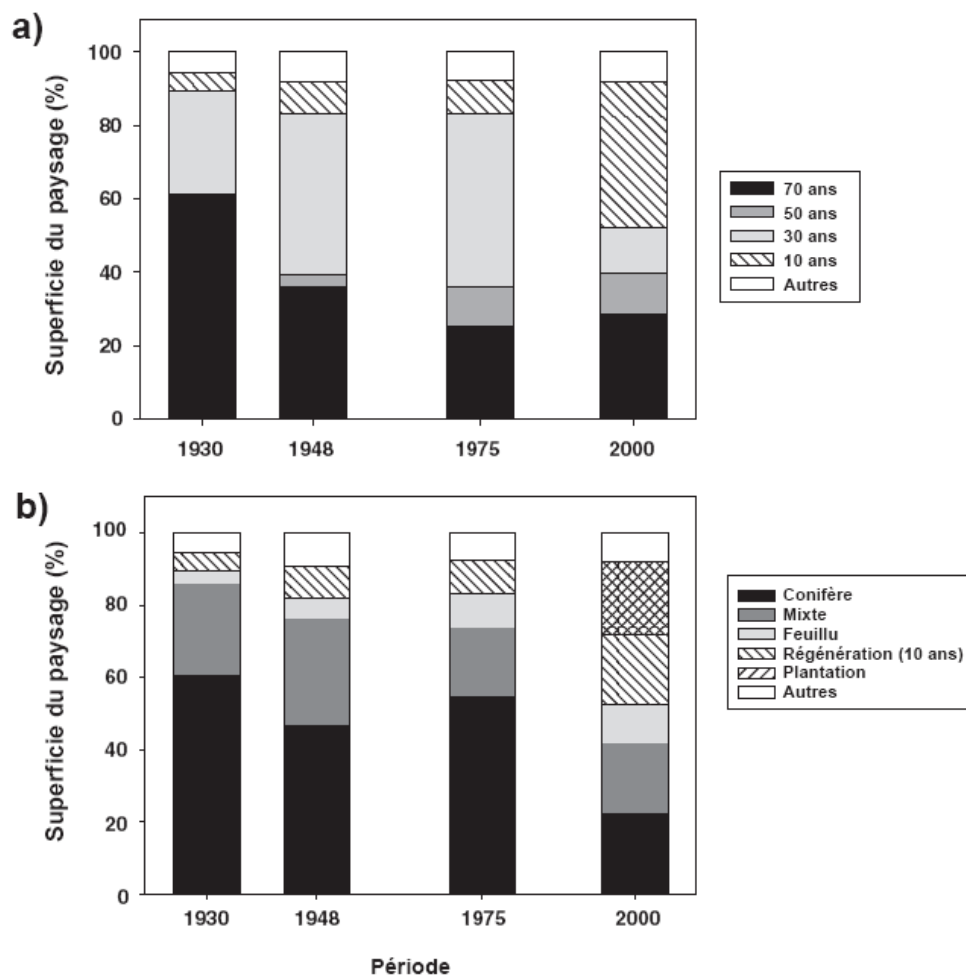 a)
Superficie du paysage (%)
100
80
60
40
20
0
1930 1948 1975 2000
70 ans
50 ans
30 ans
10 ans
Autres
b)
Superficie du paysage (%)
100
80
60
40
20
0
1930 1948 1975 2000
Période
Conifère
Mixte
Feuillu
Régénération (10 ans)
Plantation
Autres